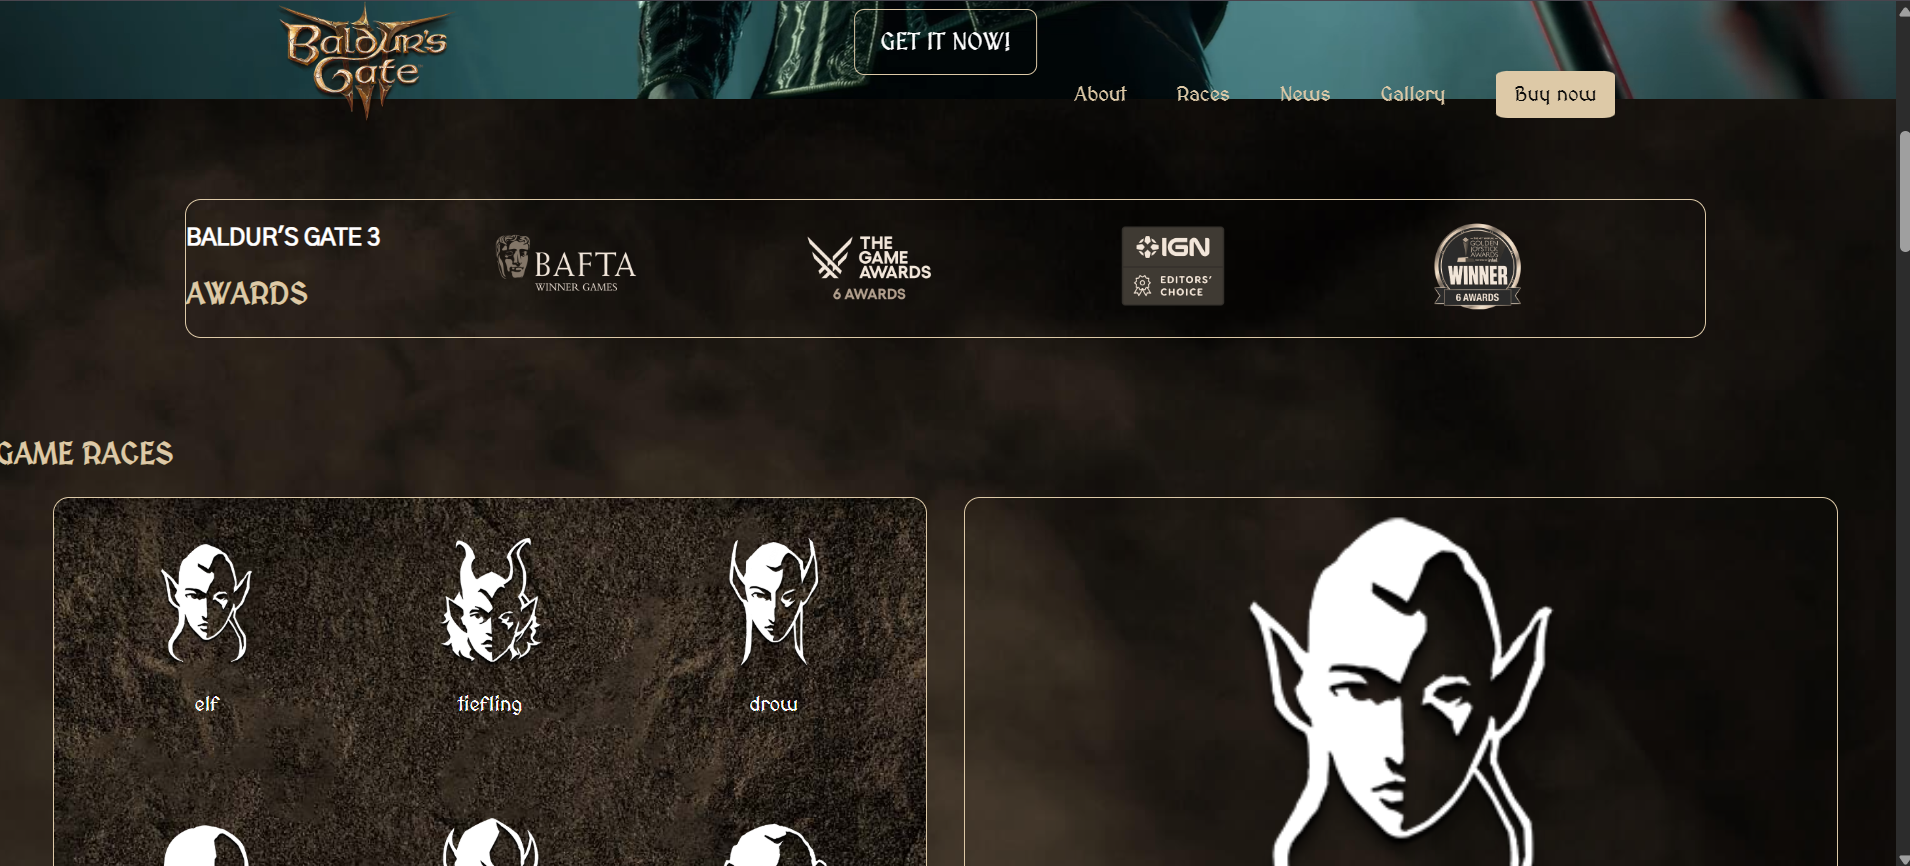 Baldur's
Gate
GET IT NOW!
About Races News Gallery Buy now
BALDUR'S GATE 3
AWARDS
BAFTA
WINNER GAMES
THE
GAME
AWARDS
6 AWARDS
IGN
EDITORS'
CHOICE
GOLDEN
JOYSTICK
AWARDS
WINNER
6 AWARDS
GAME RACES
elf tiefling drow